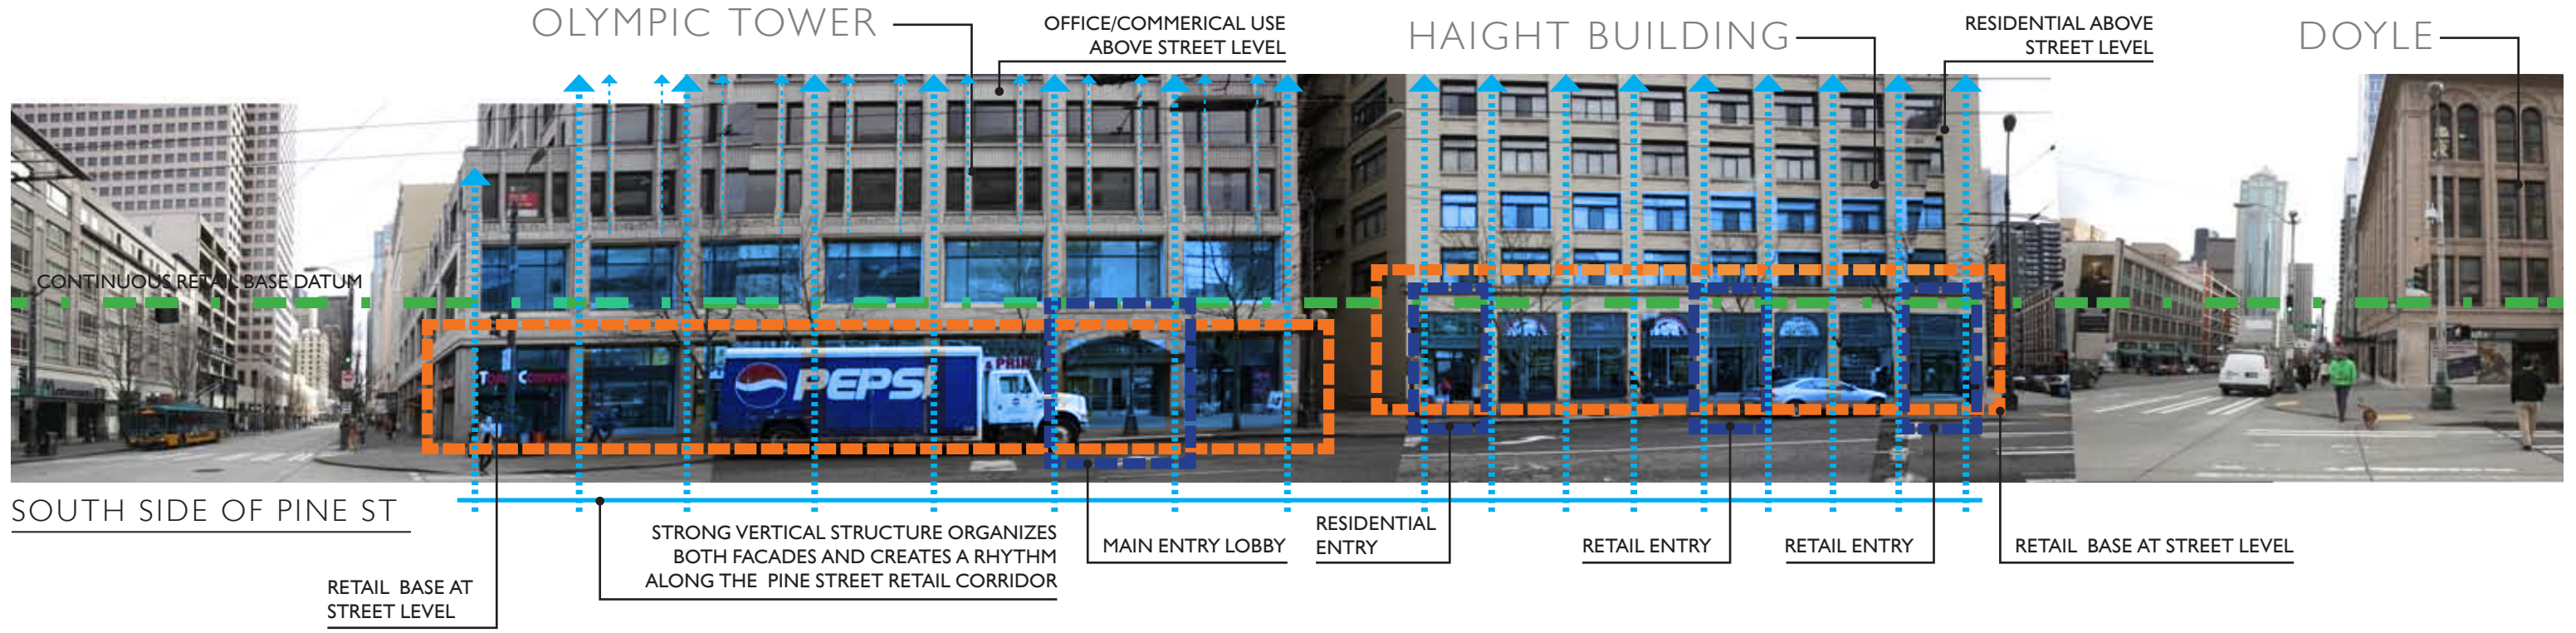 OLYMPIC TOWER
OFFICE/COMMERICAL USE
ABOVE STREET LEVEL
HAIGHT BUILDING
RESIDENTIAL ABOVE
STREET LEVEL
DOYLE
CONTINUOUS RETAIL BASE DATUM
PEPSI
SOUTH SIDE OF PINE ST
RETAIL BASE AT
STREET LEVEL
STRONG VERTICAL STRUCTURE ORGANIZES
BOTH FACADES AND CREATES A RHYTHM
ALONG THE PINE STREET RETAIL CORRIDOR
MAIN ENTRY LOBBY
RESIDENTIAL
ENTRY
RETAIL ENTRY
RETAIL ENTRY
RETAIL BASE AT STREET LEVEL